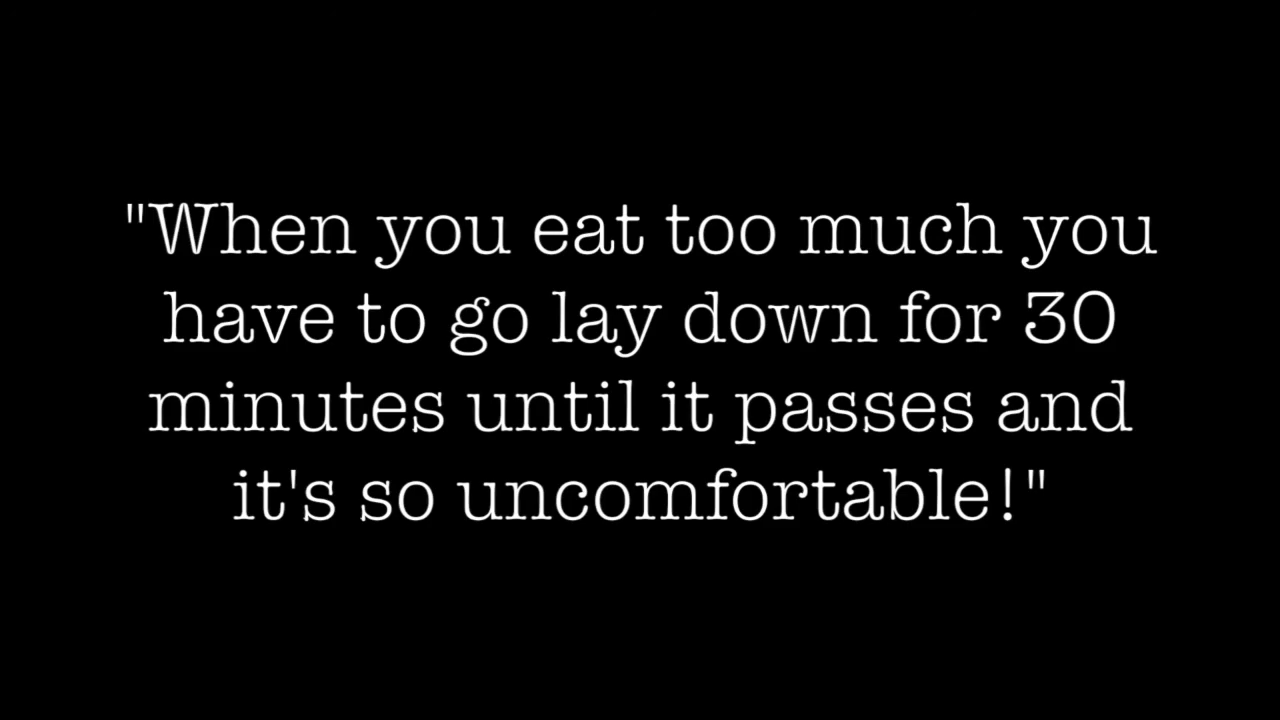 "When you eat too much you
have to go lay down for 30
minutes until it passes and
it's so uncomfortable!"